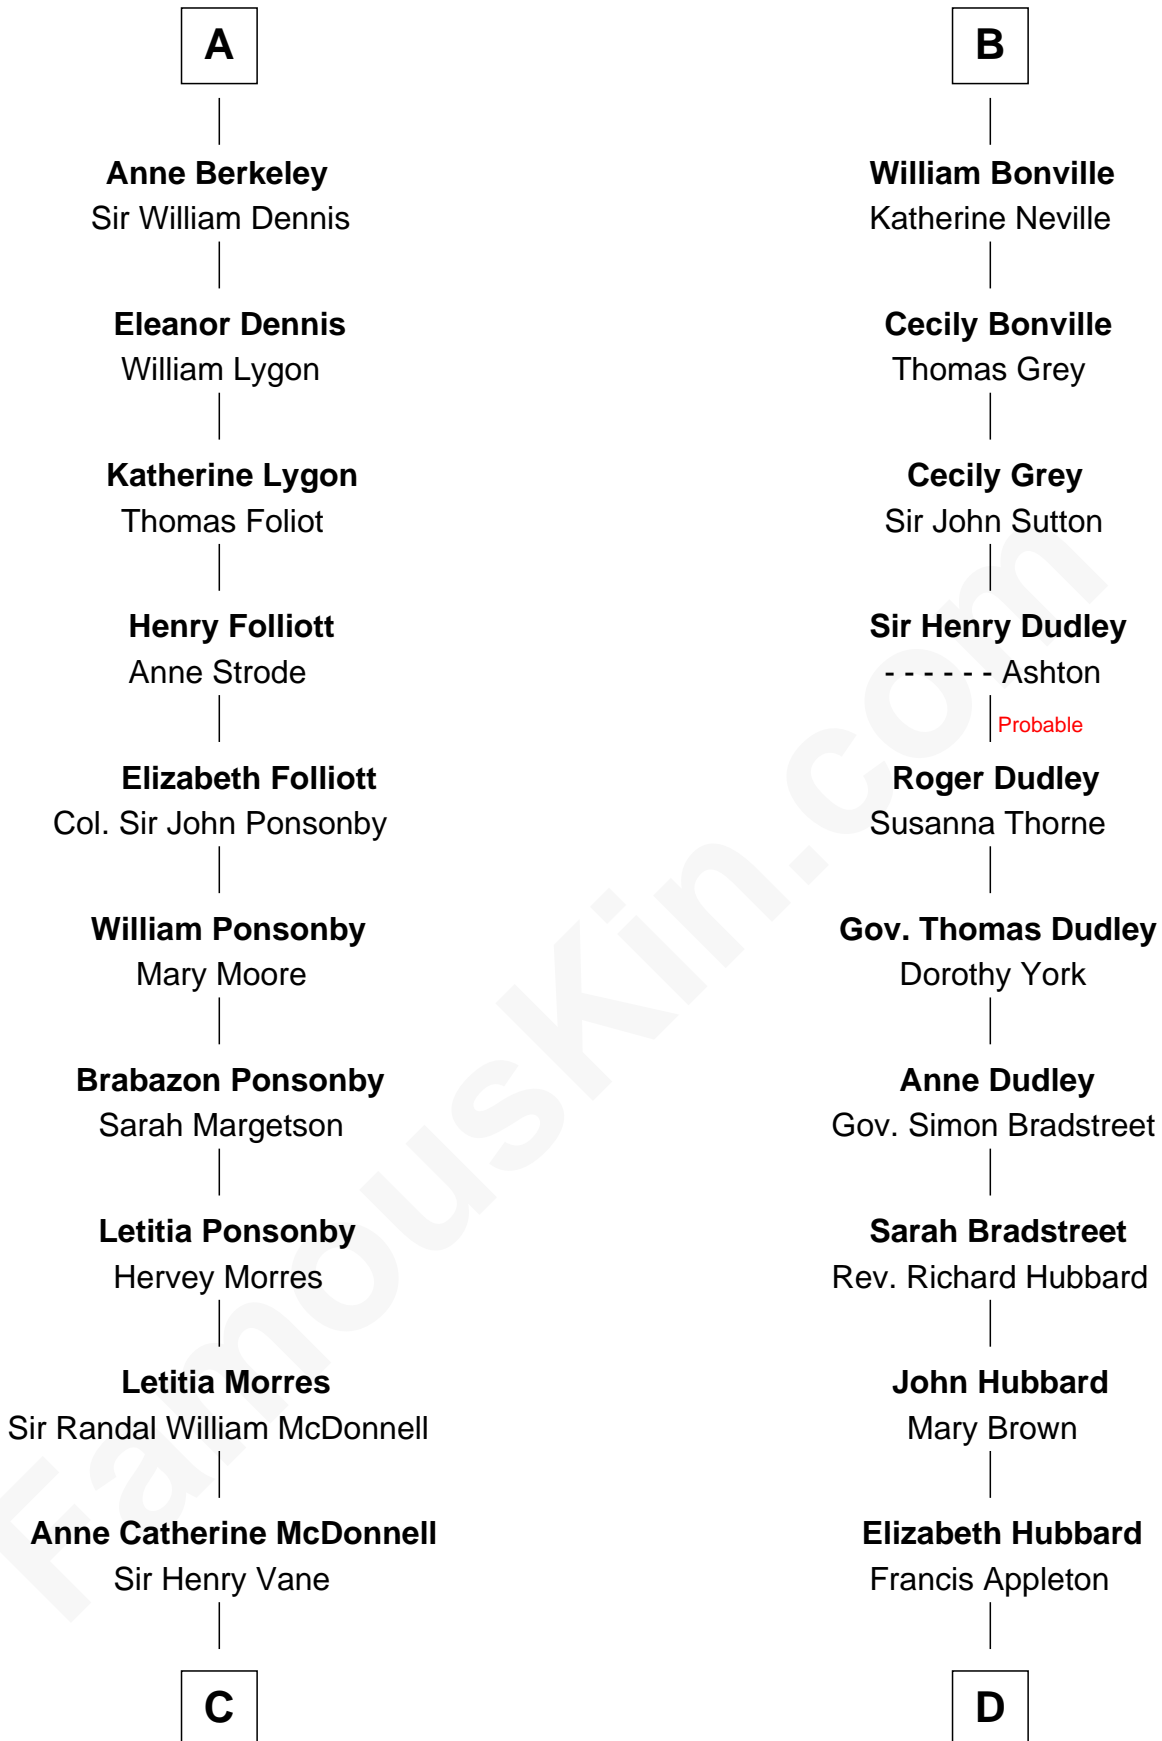 A
Anne Berkeley
Sir William Dennis
Eleanor Dennis
William Lygon
Katherine Lygon
Thomas Foliot
Henry Folliott
Anne Strode
Elizabeth Folliott
Col. Sir John Ponsonby
William Ponsonby
Mary Moore
Brabazon Ponsonby
Sarah Margetson
Letitia Ponsonby
Hervey Morres
Letitia Morres
Sir Randal William McDonnell
Anne Catherine McDonnell
Sir Henry Vane
C
B
William Bonville
Katherine Neville
Cecily Bonville
Thomas Grey
Cecily Grey
Sir John Sutton
Sir Henry Dudley
- - - - - - Ashton
Probable
Roger Dudley
Susanna Thorne
Gov. Thomas Dudley
Dorothy York
Anne Dudley
Gov. Simon Bradstreet
Sarah Bradstreet
Rev. Richard Hubbard
John Hubbard
Mary Brown
Elizabeth Hubbard
Francis Appleton
D
FamousKin.com